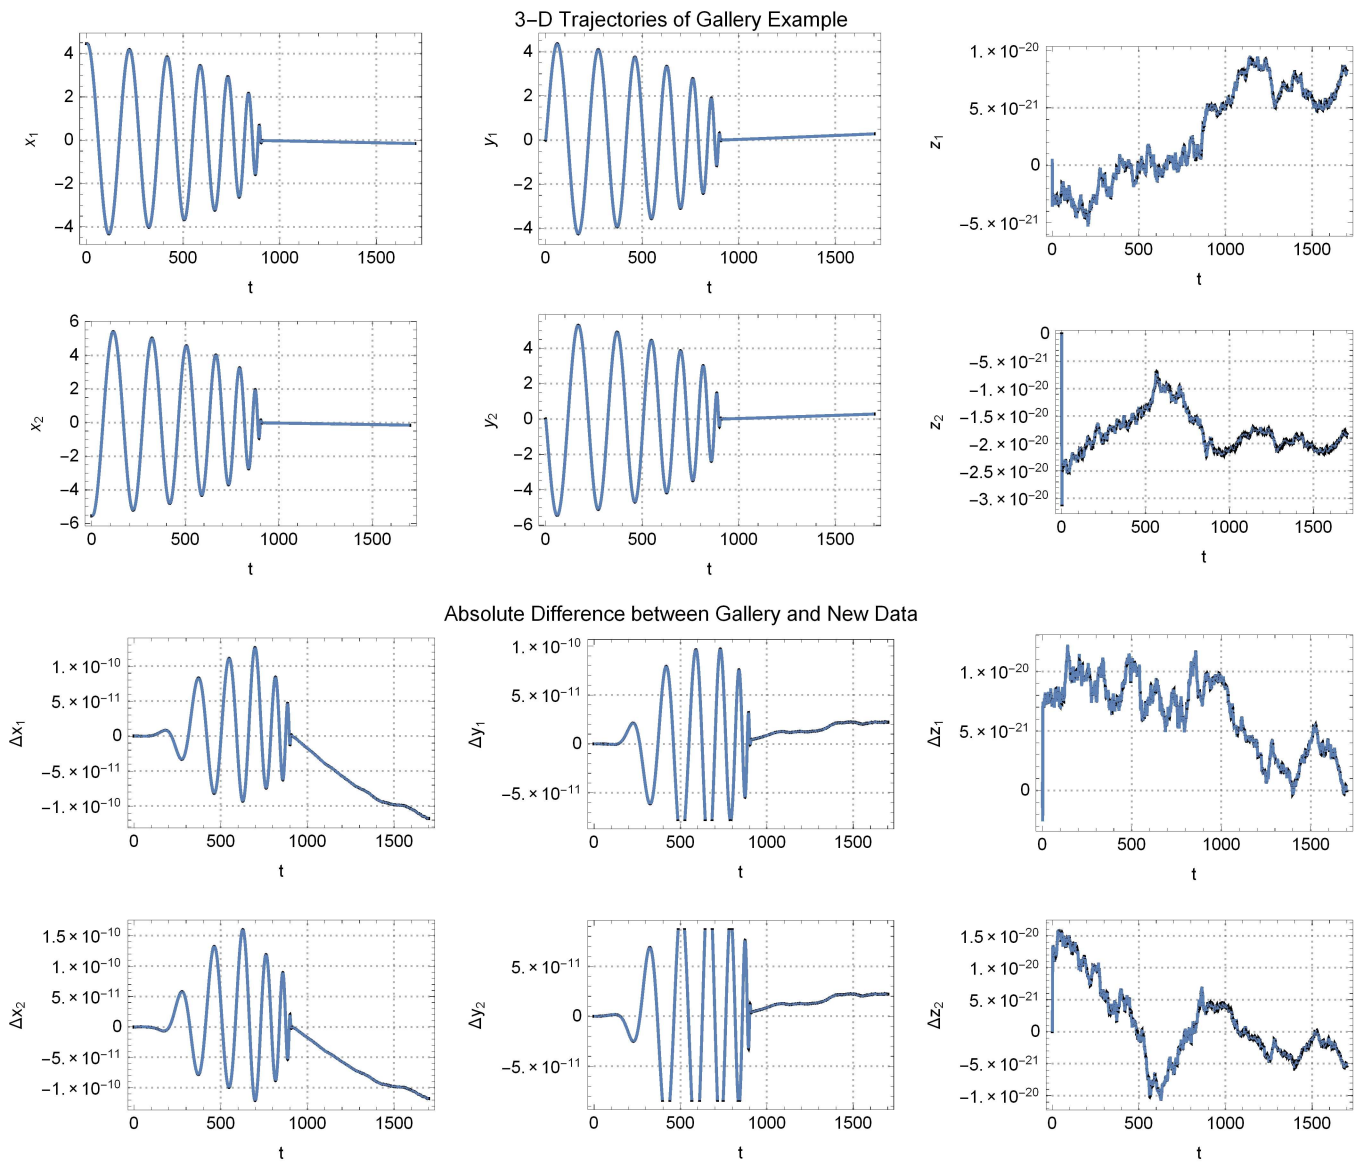 3−D Trajectories of Gallery Example
x1
4
2
0
−2
−4
0 500 1000 1500
t
y1
4
2
0
−2
−4
0 500 1000 1500
t
z1
1.×10−20
5.×10−21
0
−5.×10−21
0 500 1000 1500
t
x2
6
4
2
0
−2
−4
−6
0 500 1000 1500
t
y2
4
2
0
−2
−4
−6
0 500 1000 1500
t
z2
0
−5.×10−21
−1.×10−20
−1.5×10−20
−2.×10−20
−2.5×10−20
−3.×10−20
0 500 1000 1500
t
Absolute Difference between Gallery and New Data
Δx1
1.×10−10
5.×10−11
0
−5.×10−11
−1.×10−10
0 500 1000 1500
t
Δy1
1.×10−10
5.×10−11
0
−5.×10−11
0 500 1000 1500
t
Δz1
1.×10−20
5.×10−21
0
0 500 1000 1500
t
Δx2
1.5×10−10
1.×10−10
5.×10−11
0
−5.×10−11
−1.×10−10
0 500 1000 1500
t
Δy2
5.×10−11
0
−5.×10−11
0 500 1000 1500
t
Δz2
1.5×10−20
1.×10−20
5.×10−21
0
−5.×10−21
−1.×10−20
0 500 1000 1500
t